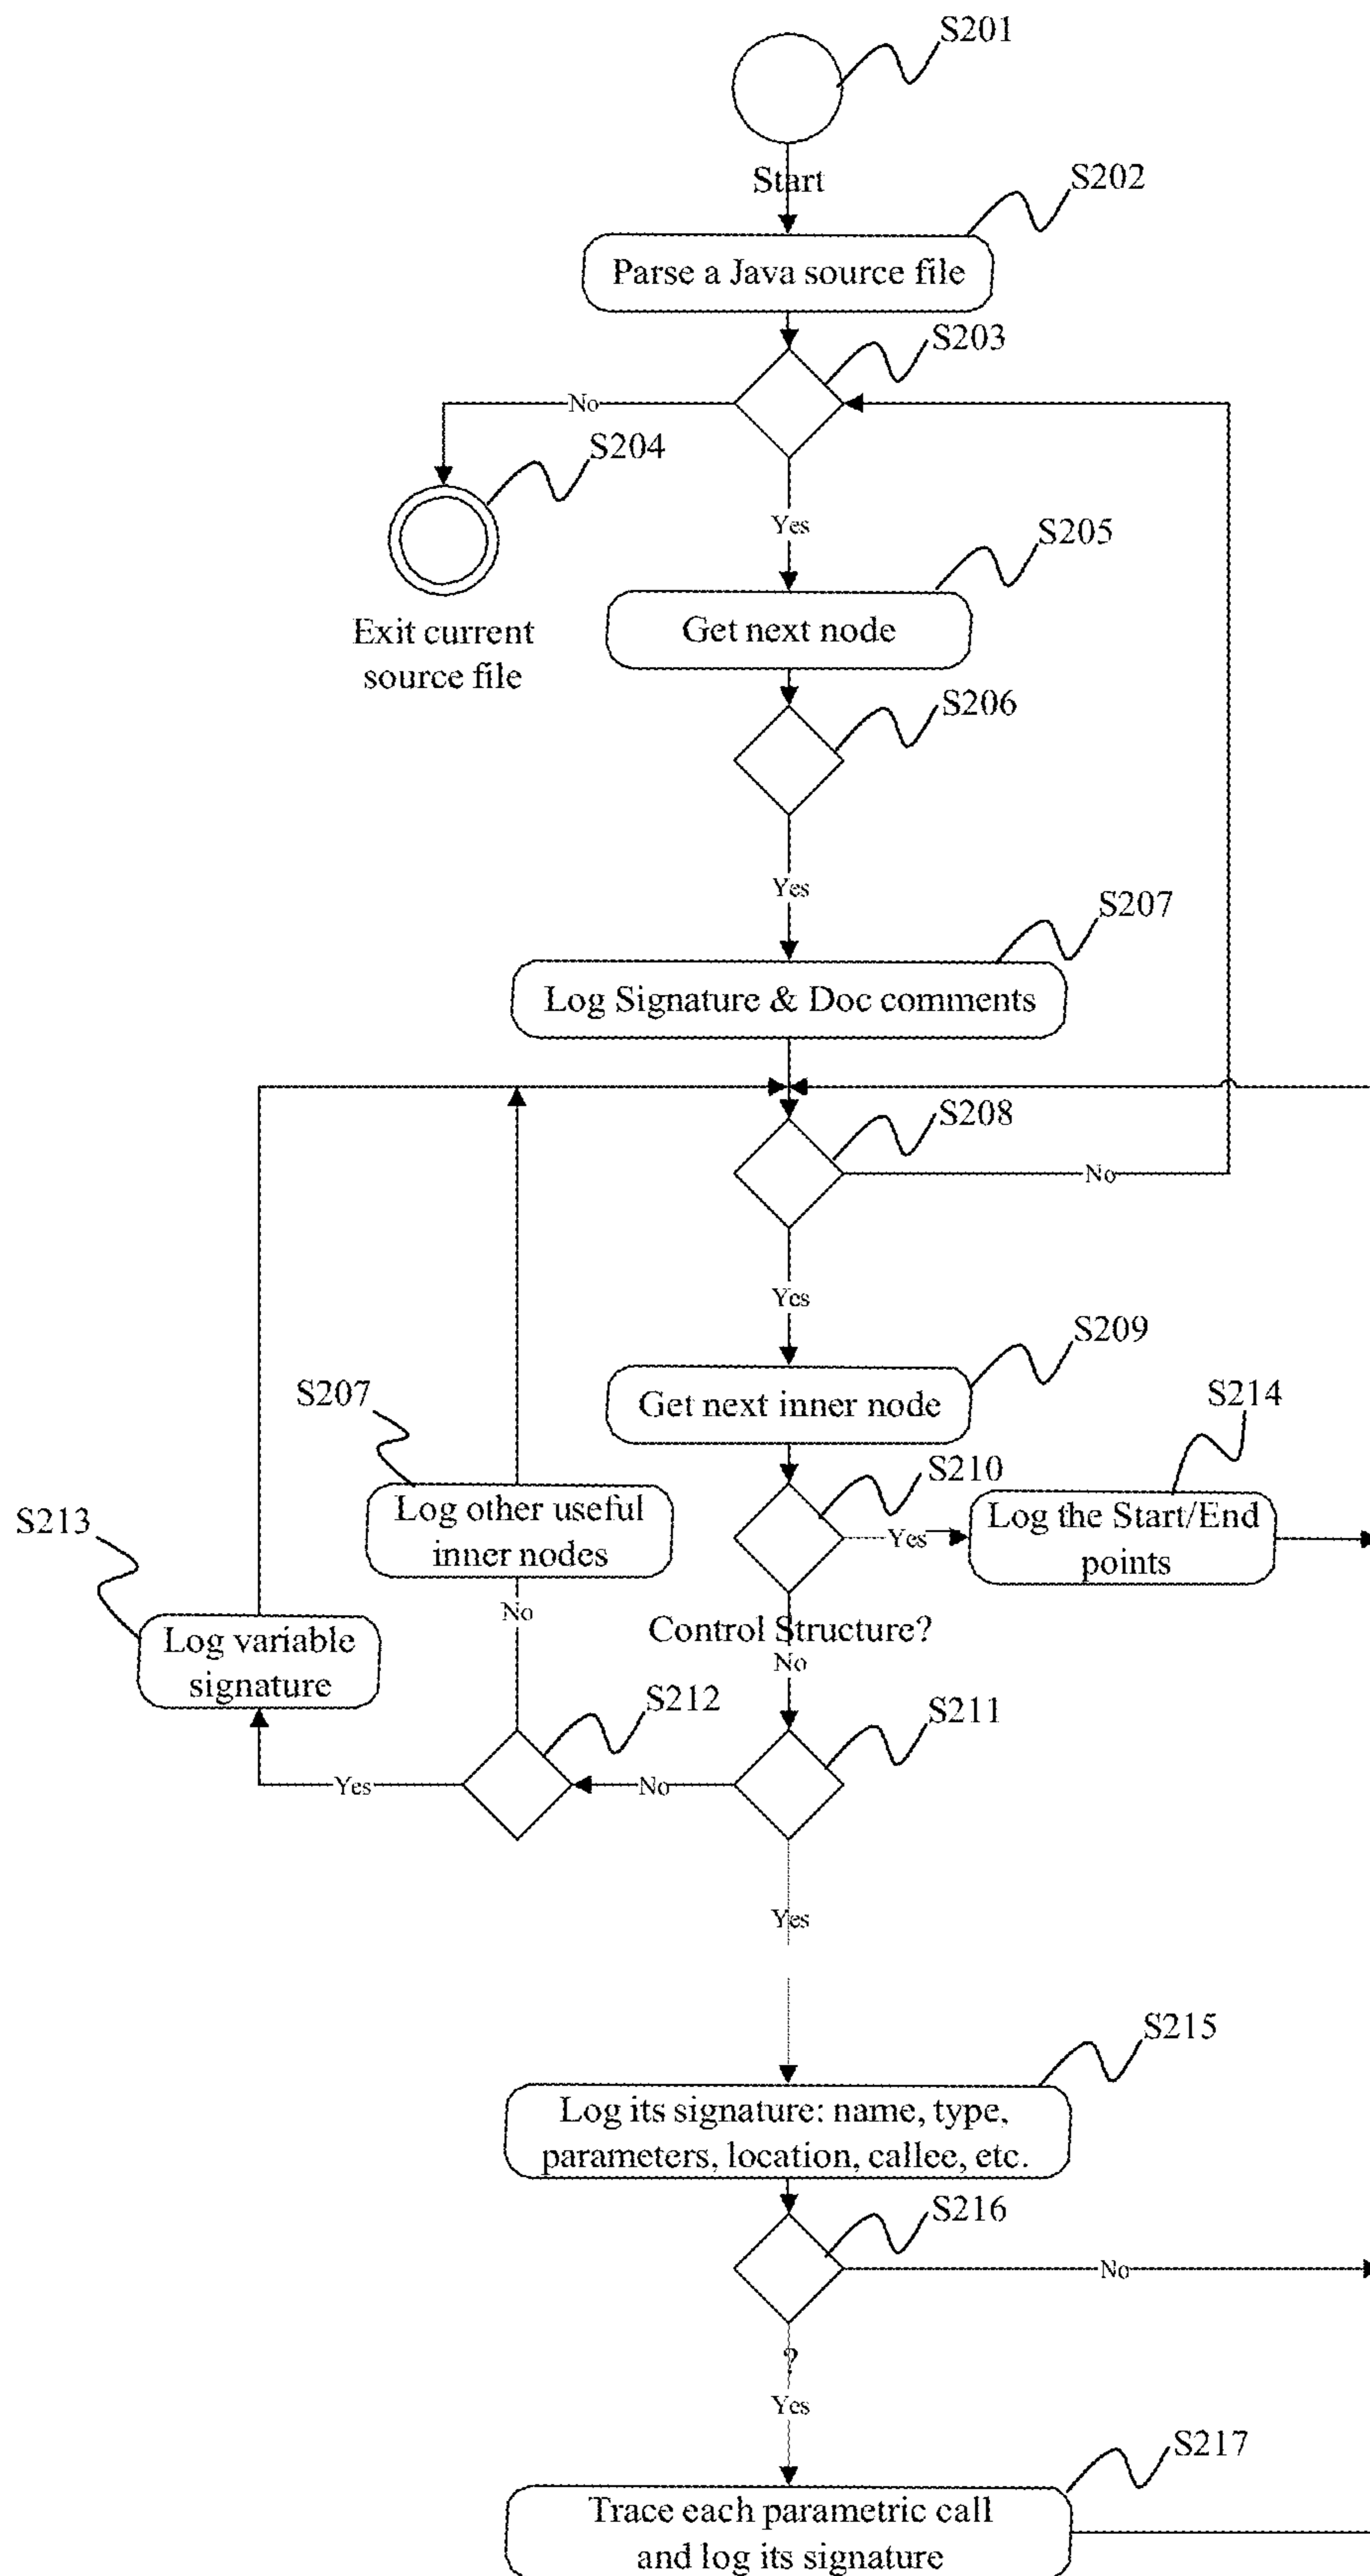 S201
Start
S202
Parse a Java source file
S203
No
S204
Yes
S205
Exit current
source file
Get next node
S206
Yes
S207
Log Signature & Doc comments
S208
No
Yes
S209
Get next inner node
S207
S214
S210
Log other useful
inner nodes
Yes
Log the Start/End
points
S213
No
Control Structure?
No
Log variable
signature
S212
S211
Yes
No
Yes
S215
Log its signature: name, type,
parameters, location, callee, etc.
S216
No
?
Yes
S217
Trace each parametric call
and log its signature